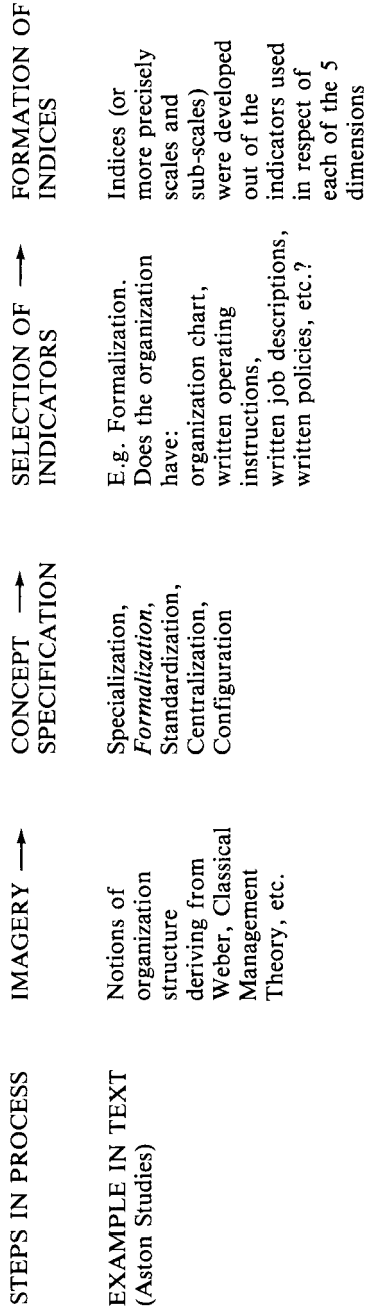 STEPS IN PROCESS
IMAGERY →
CONCEPT →
SPECIFICATION
SELECTION OF →
INDICATORS
FORMATION OF
INDICES
EXAMPLE IN TEXT
(Aston Studies)
Notions of
organization
structure
deriving from
Weber, Classical
Management
Theory, etc.
Specialization,
Formalization,
Standardization,
Centralization,
Configuration
E.g. Formalization.
Does the organization
have:
organization chart,
written operating
instructions,
written job descriptions,
written policies, etc.?
Indices (or
more precisely
scales and
sub-scales)
were developed
out of the
indicators used
in respect of
each of the 5
dimensions